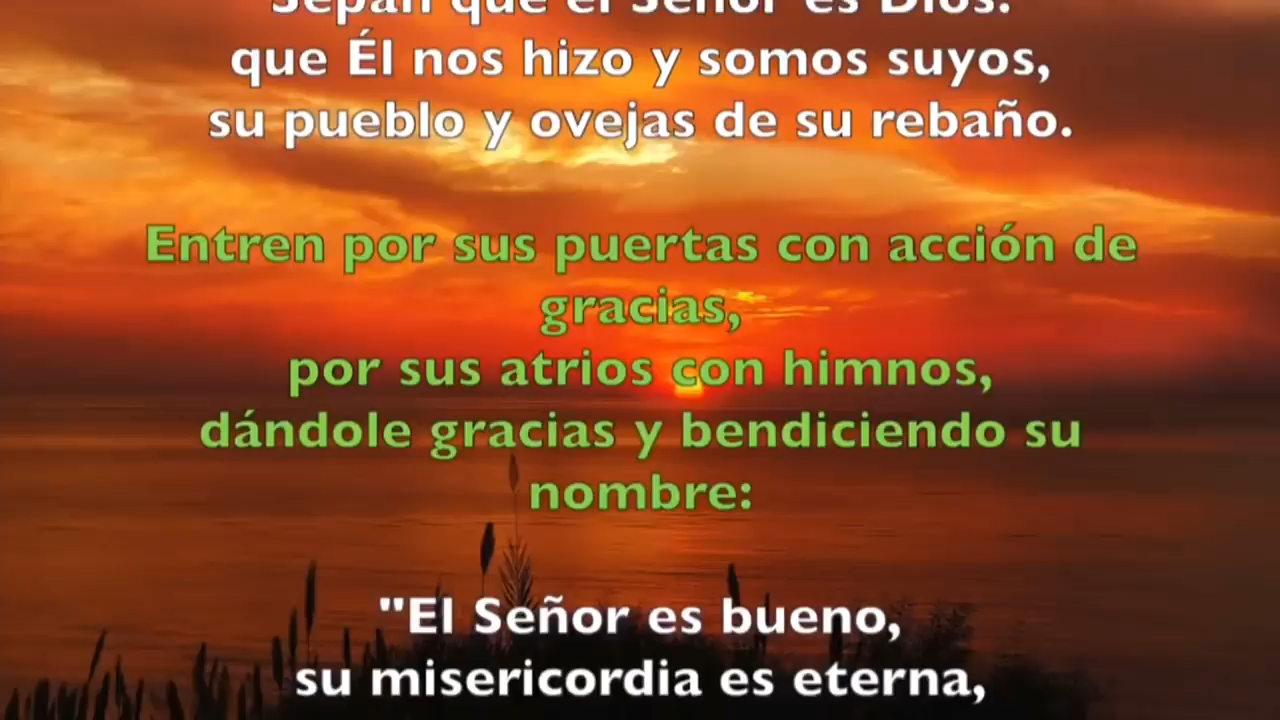 Sepan que el Señor es Dios:
que Él nos hizo y somos suyos,
su pueblo y ovejas de su rebaño.
Entren por sus puertas con acción de
gracias,
por sus atrios con himnos,
dándole gracias y bendiciendo su
nombre:
"El Señor es bueno,
su misericordia es eterna,